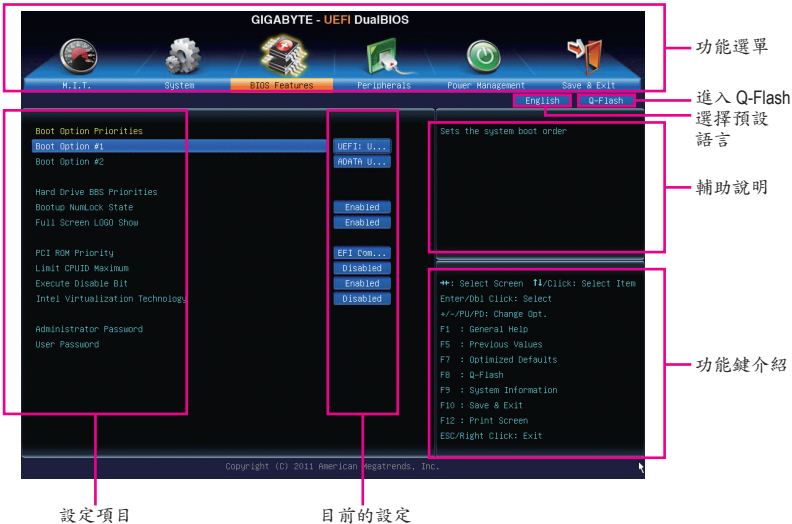 GIGABYTE - UEFI DualBIOS
功能選單
M.I.T.
System
BIOS Features
Peripherals
Power Management
Save & Exit
English
Q-Flash
進入 Q-Flash
選擇預設
語言
Boot Option Priorities
Boot Option #1 UEFI: U...
Boot Option #2 ADATA U...
Hard Drive BBS Priorities
Bootup NumLock State Enabled
Full Screen LOGO Show Enabled
PCI ROM Priority EFI Com...
Limit CPUID Maximum Disabled
Execute Disable Bit Enabled
Intel Virtualization Technology Disabled
Administrator Password
User Password
Sets the system boot order
輔助說明
→←: Select Screen ↑↓/Click: Select Item
Enter/Dbl Click: Select
+/-/PU/PD: Change Opt.
F1 : General Help
F5 : Previous Values
F7 : Optimized Defaults
F8 : Q-Flash
F9 : System Information
F10 : Save & Exit
F12 : Print Screen
ESC/Right Click: Exit
功能鍵介紹
Copyright (C) 2011 American Megatrends, Inc.
設定項目
目前的設定